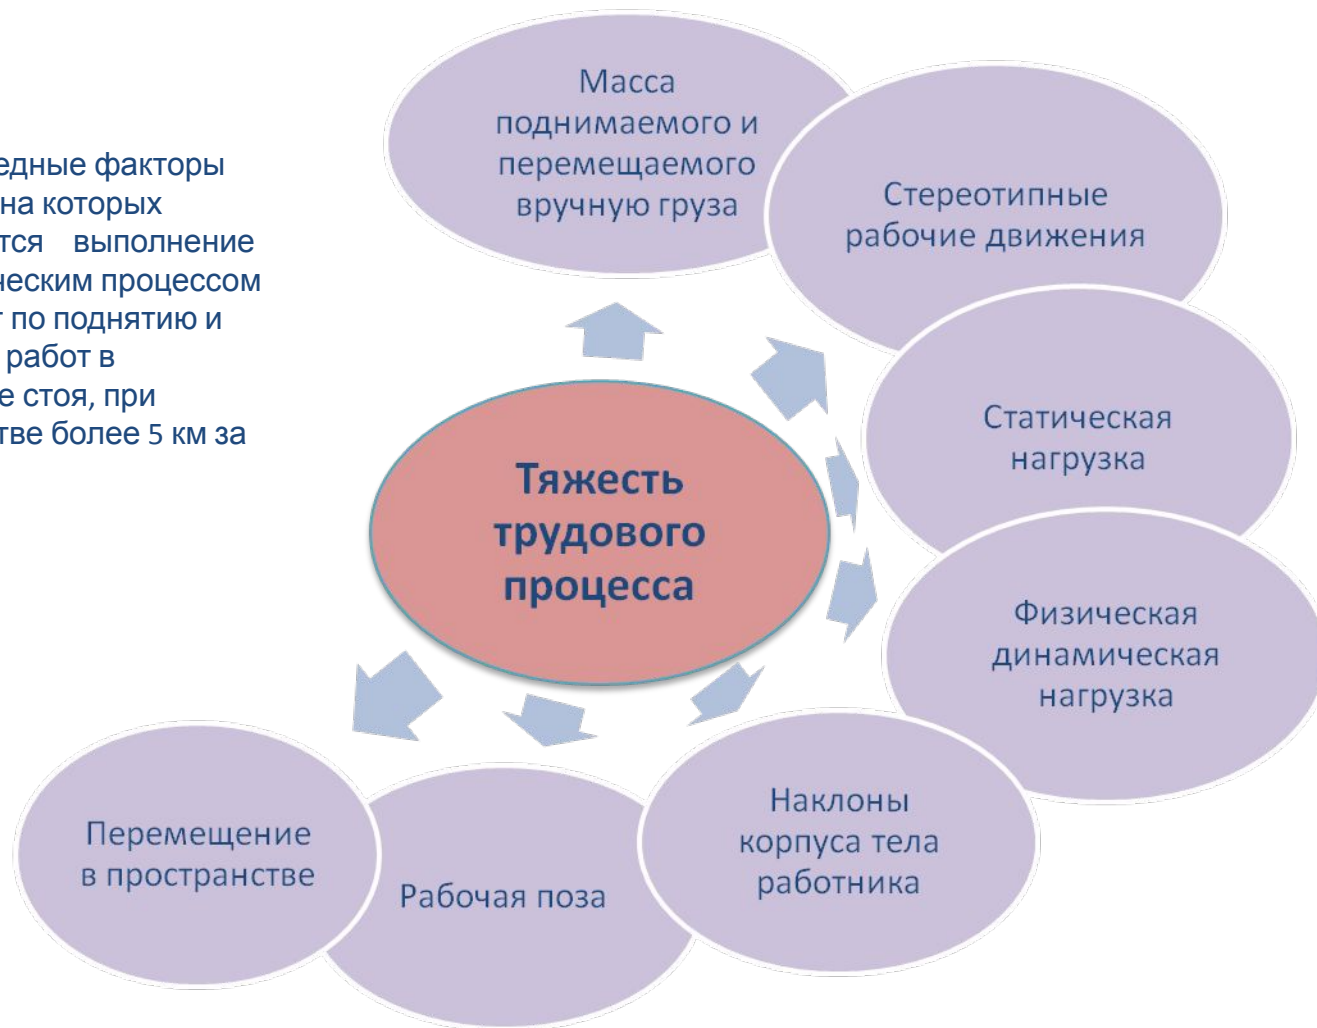 едные факторы
на которых
тся выполнение
ческим процессом
по поднятию и
работ в
е стоя, при
стве более 5 км за
Масса
поднимаемого и
перемещаемого
вручную груза
Стереотипные
рабочие движения
Статическая
нагрузка
Физическая
динамическая
нагрузка
Наклоны
корпуса тела
работника
Рабочая поза
Перемещение
в пространстве
Тяжесть
трудового
процесса